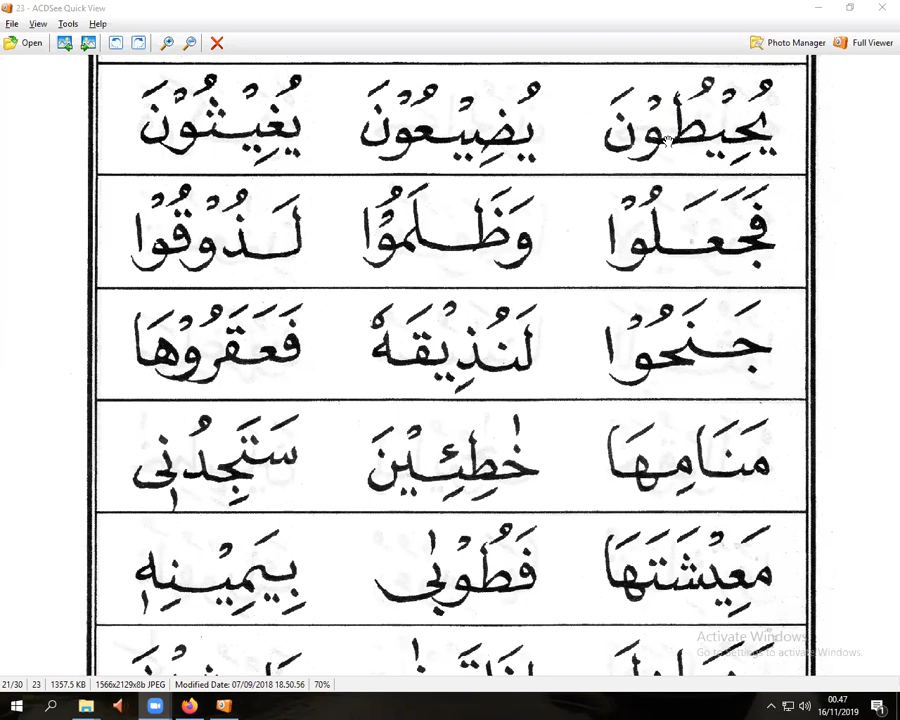 23 - ACDSee Quick View
File View Tools Help
Open Photo Manager Full Viewer
يُحِيْطُوْنَ يُضِيْعُوْنَ يُغِيْثُوْنَ
فَجَعَلُوْا وَظَلَمُوْا لَذُوْقُوْا
جَنَحُوْا لَنُذِيْقَهٗ فَعَقَرُوْهَا
مَنَامِهَا خٰطِئِيْنَ سَتَجِدُنِیْ
مَعِيْشَتَهَا فَطُوْبٰى بِيَمِيْنِهٖ
Activate Windows
Go to Settings to activate Windows.
21/30 23 1357.5 KB 1566x2129x8b JPEG Modified Date: 07/09/2018 18.50.56 70%
00.47
16/11/2019
1